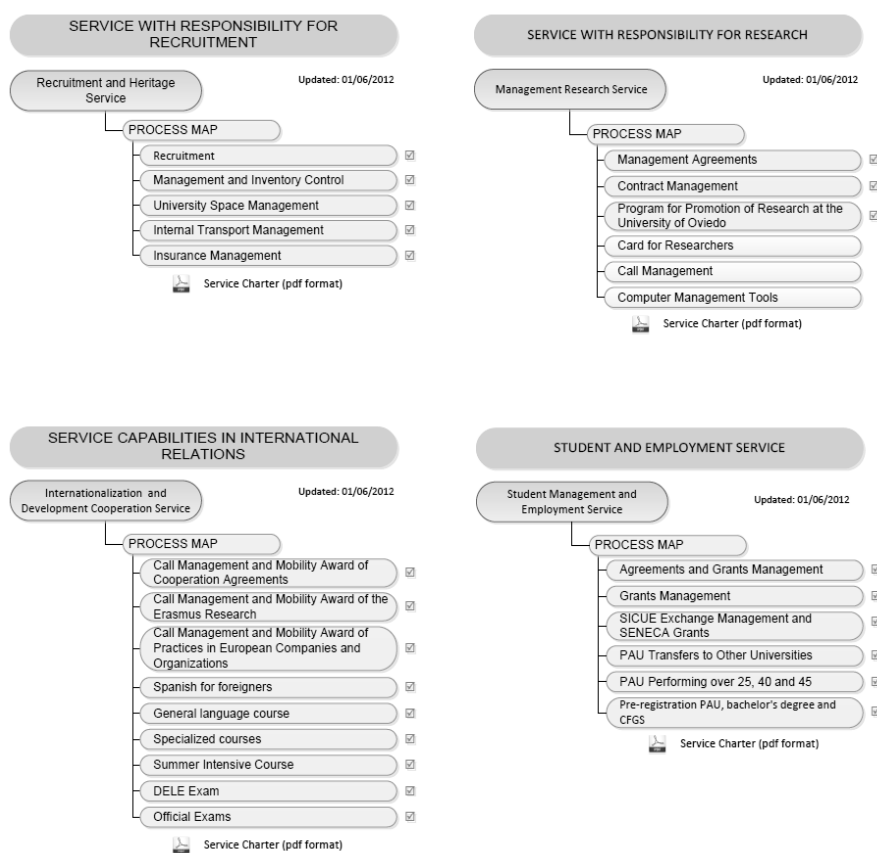 SERVICE WITH RESPONSIBILITY FOR
RECRUITMENT
Recruitment and Heritage
Service
Updated: 01/06/2012
PROCESS MAP
Recruitment
Management and Inventory Control
University Space Management
Internal Transport Management
Insurance Management
Service Charter (pdf format)
SERVICE WITH RESPONSIBILITY FOR RESEARCH
Management Research Service
Updated: 01/06/2012
PROCESS MAP
Management Agreements
Contract Management
Program for Promotion of Research at the
University of Oviedo
Card for Researchers
Call Management
Computer Management Tools
Service Charter (pdf format)
SERVICE CAPABILITIES IN INTERNATIONAL
RELATIONS
Internationalization and
Development Cooperation Service
Updated: 01/06/2012
PROCESS MAP
Call Management and Mobility Award of
Cooperation Agreements
Call Management and Mobility Award of the
Erasmus Research
Call Management and Mobility Award of
Practices in European Companies and
Organizations
Spanish for foreigners
General language course
Specialized courses
Summer Intensive Course
DELE Exam
Official Exams
Service Charter (pdf format)
STUDENT AND EMPLOYMENT SERVICE
Student Management and
Employment Service
Updated: 01/06/2012
PROCESS MAP
Agreements and Grants Management
Grants Management
SICUE Exchange Management and
SENECA Grants
PAU Transfers to Other Universities
PAU Performing over 25, 40 and 45
Pre-registration PAU, bachelor's degree and
CFGS
Service Charter (pdf format)